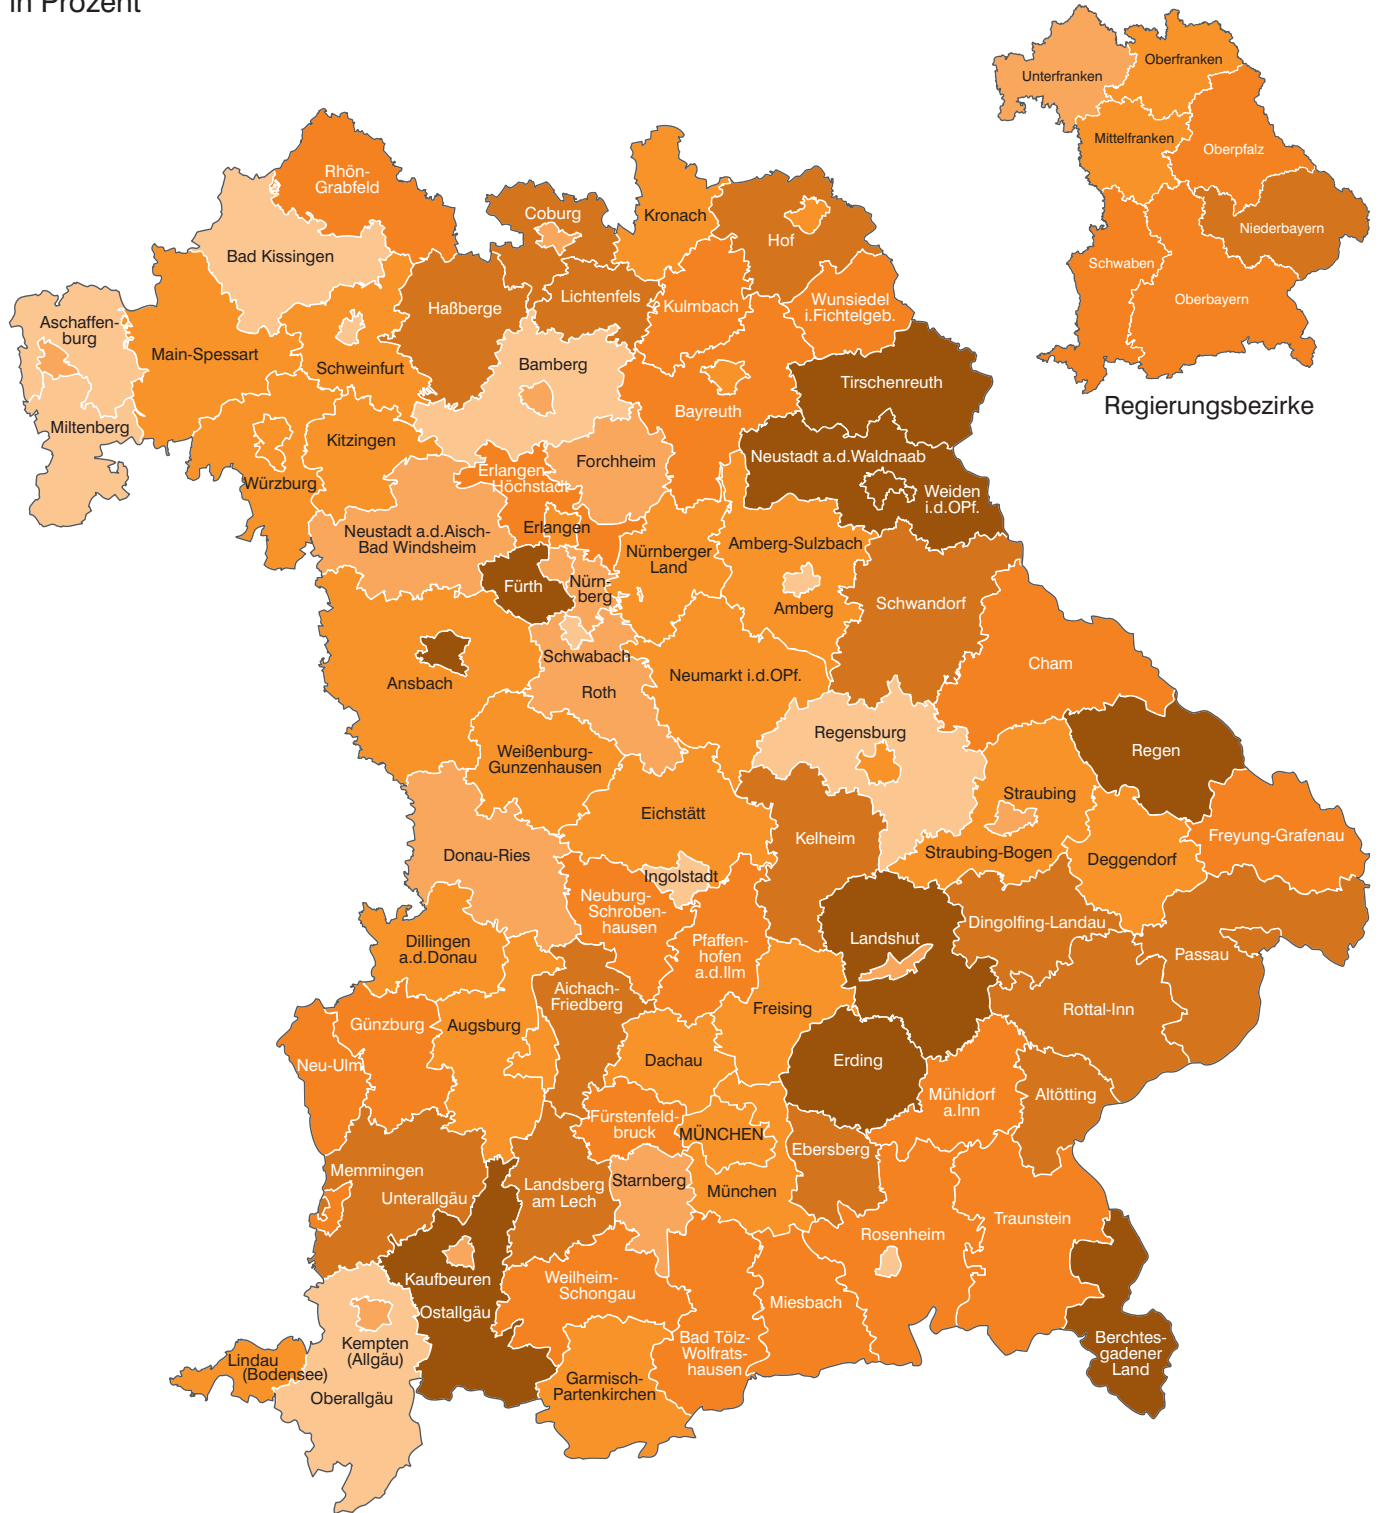 in Prozent
Unterfranken
Oberfranken
Mittelfranken
Oberpfalz
Niederbayern
Schwaben
Oberbayern
Regierungsbezirke
Rhön-
Grabfeld
Coburg
Kronach
Hof
Bad Kissingen
Lichtenfels
Haßberge
Kulmbach
Wunsiedel
i.Fichtelgeb.
Aschaffen-
burg
Main-Spessart
Schweinfurt
Bamberg
Tirschenreuth
Bayreuth
Miltenberg
Kitzingen
Würzburg
Neustadt a.d.Waldnaab
Weiden
i.d.OPf.
Forchheim
Erlangen-
Höchstadt
Erlangen
Neustadt a.d.Aisch-
Bad Windsheim
Nürnberger
Land
Amberg-Sulzbach
Fürth
Nürn-
berg
Amberg
Schwandorf
Schwabach
Cham
Ansbach
Roth
Neumarkt i.d.OPf.
Regensburg
Regen
Weißenburg-
Gunzenhausen
Straubing
Eichstätt
Kelheim
Freyung-Grafenau
Donau-Ries
Straubing-Bogen
Deggendorf
Ingolstadt
Neuburg-
Schroben-
hausen
Dingolfing-Landau
Landshut
Dillingen
a.d.Donau
Pfaffen-
hofen
a.d.Ilm
Passau
Aichach-
Friedberg
Freising
Rottal-Inn
Günzburg
Augsburg
Neu-Ulm
Dachau
Erding
Mühldorf
a.Inn
Altötting
Fürstenfeld-
bruck
MÜNCHEN
Ebersberg
Memmingen
Unterallgäu
Landsberg
am Lech
Starnberg
München
Traunstein
Rosenheim
Kaufbeuren
Weilheim-
Schongau
Ostallgäu
Miesbach
Kempten
(Allgäu)
Bad Tölz-
Wolfrats-
hausen
Berchtes-
gadener
Land
Lindau
(Bodensee)
Oberallgäu
Garmisch-
Partenkirchen